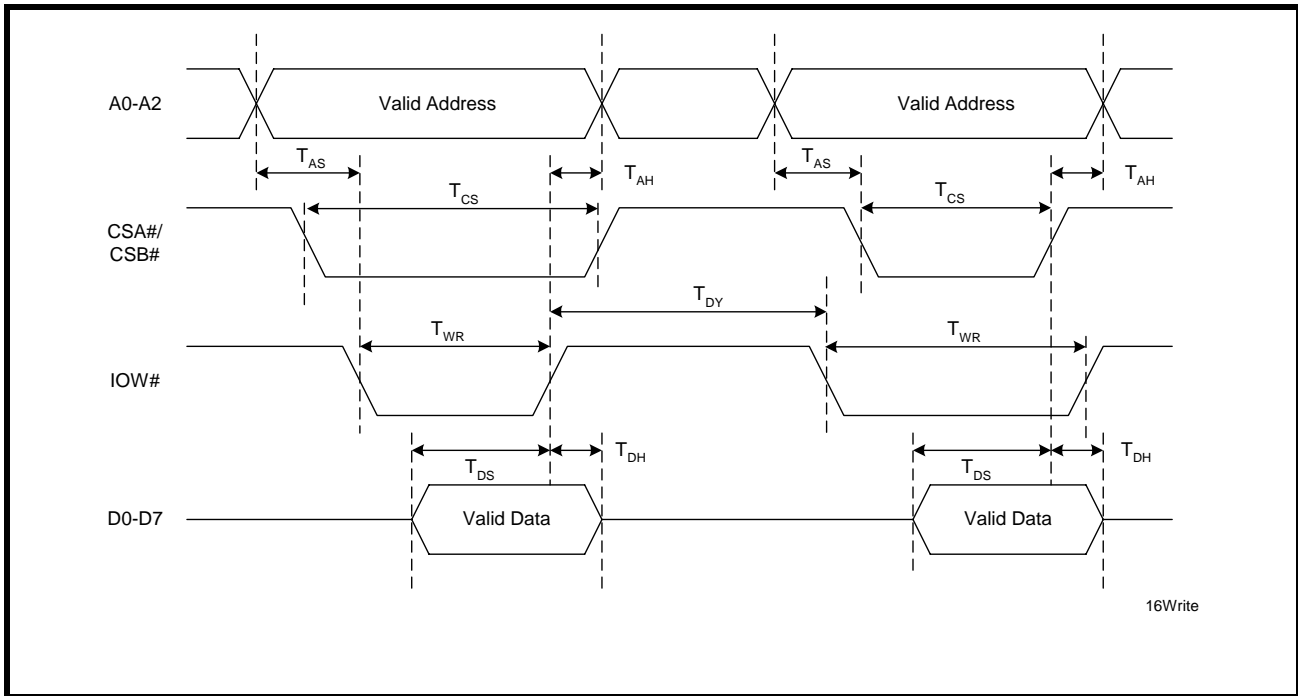 A0-A2
Valid Address
Valid Address
TAS
TAH
TAS
TAH
TCS
TCS
CSA#/
CSB#
TDY
TWR
TWR
IOW#
TDH
TDH
TDS
TDS
D0-D7
Valid Data
Valid Data
16Write